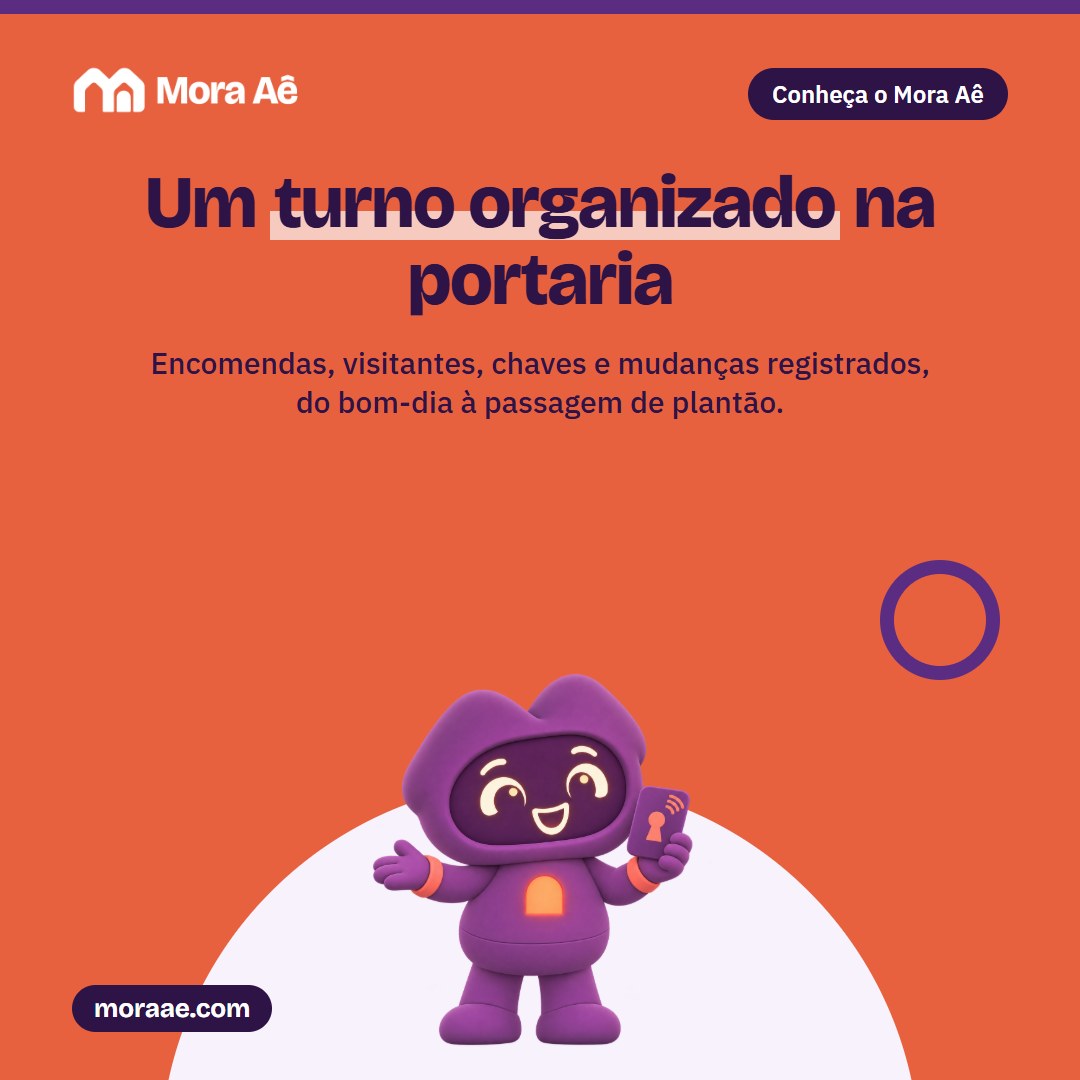 Mora Aê
Conheça o Mora Aê
Um turno organizado na
portaria
Encomendas, visitantes, chaves e mudanças registrados,
do bom-dia à passagem de plantão.
moraae.com